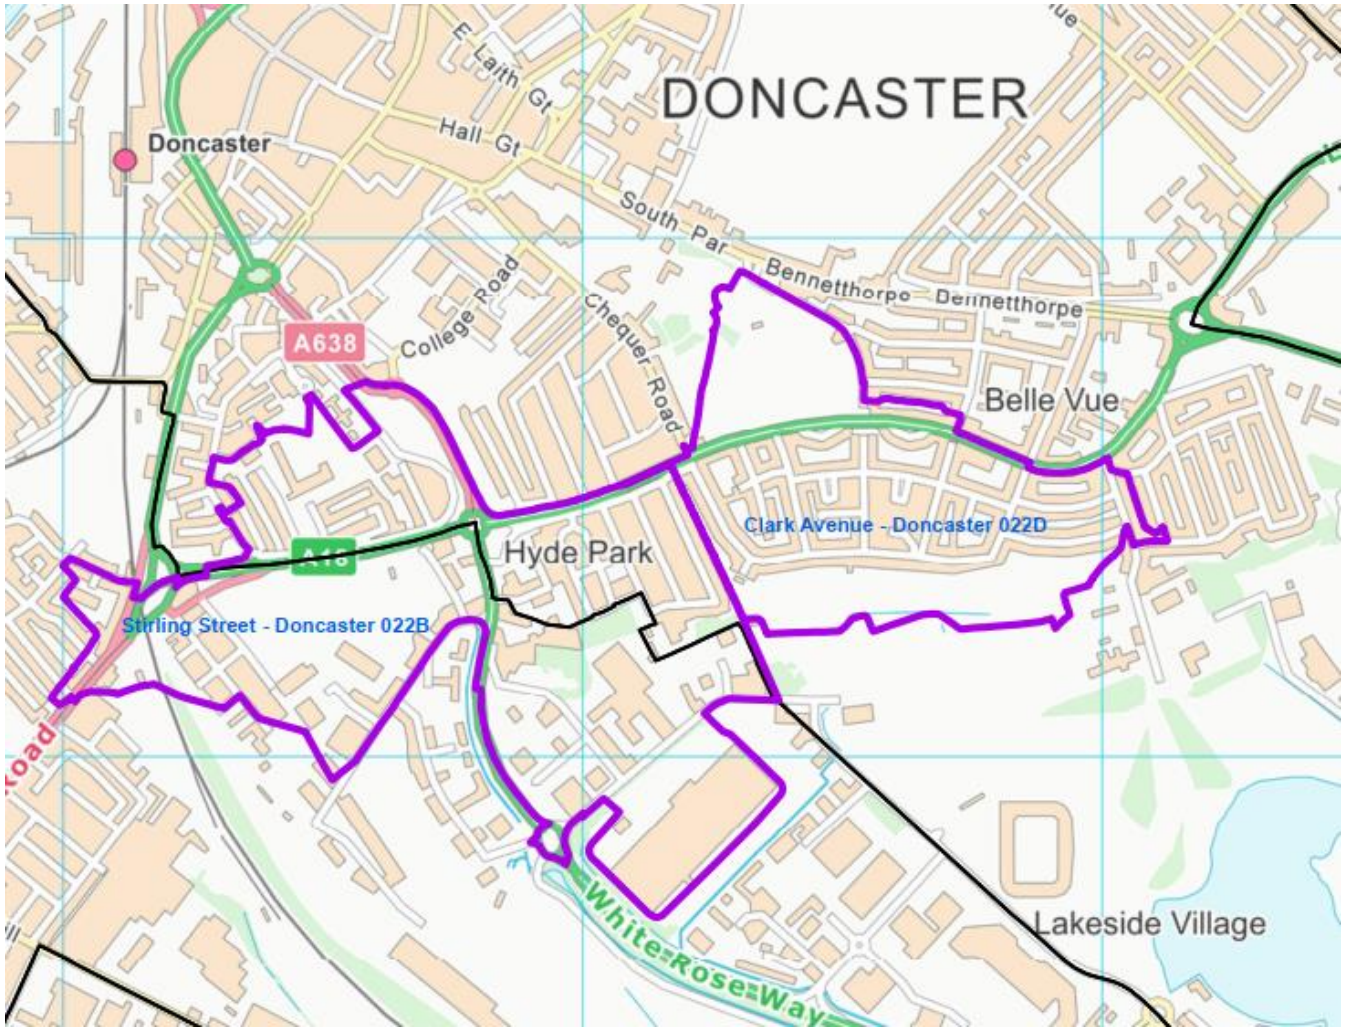 E Laith Gt
DONCASTER
Doncaster
Hall Gt
South Par
Bennetthorpe
Bennetthorpe
College Road
Chequer Road
A638
Belle Vue
Clark Avenue - Doncaster 022D
A18
Hyde Park
Stirling Street - Doncaster 022B
Road
White Rose Way
Lakeside Village